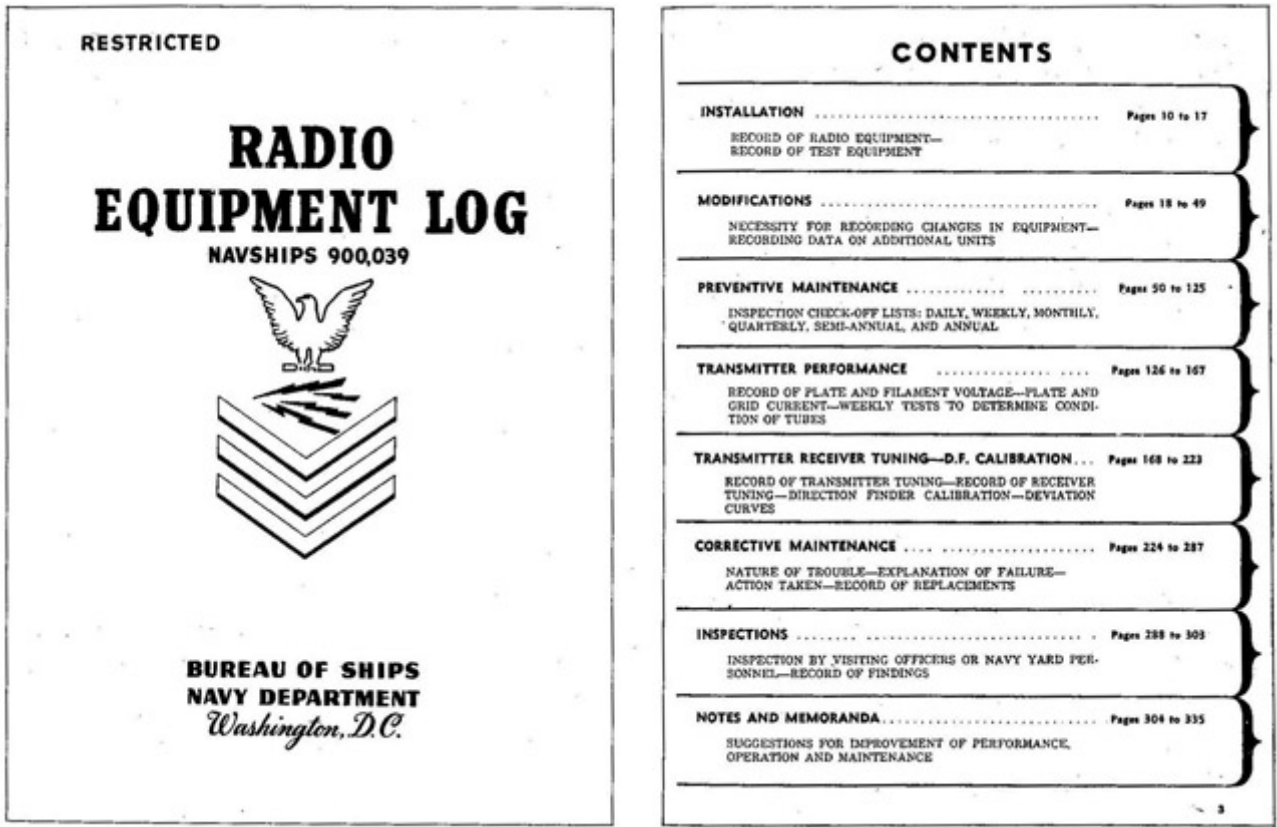 RESTRICTED
RADIO
EQUIPMENT LOG
NAVSHIPS 900,039
BUREAU OF SHIPS
NAVY DEPARTMENT
Washington, D.C.
CONTENTS
INSTALLATION .................................... Pages 10 to 17
RECORD OF RADIO EQUIPMENT—
RECORD OF TEST EQUIPMENT
MODIFICATIONS ................................... Pages 18 to 49
NECESSITY FOR RECORDING CHANGES IN EQUIPMENT—
RECORDING DATA ON ADDITIONAL UNITS
PREVENTIVE MAINTENANCE ............. .......... Pages 50 to 125
INSPECTION CHECK-OFF LISTS: DAILY, WEEKLY, MONTHLY,
QUARTERLY, SEMI-ANNUAL, AND ANNUAL
TRANSMITTER PERFORMANCE .............. .... Pages 126 to 167
RECORD OF PLATE AND FILAMENT VOLTAGE—PLATE AND
GRID CURRENT—WEEKLY TESTS TO DETERMINE CONDI-
TION OF TUBES
TRANSMITTER RECEIVER TUNING—D.F. CALIBRATION... Pages 168 to 223
RECORD OF TRANSMITTER TUNING—RECORD OF RECEIVER
TUNING—DIRECTION FINDER CALIBRATION—DEVIATION
CURVES
CORRECTIVE MAINTENANCE .... .................... Pages 224 to 287
NATURE OF TROUBLE—EXPLANATION OF FAILURE—
ACTION TAKEN—RECORD OF REPLACEMENTS
INSPECTIONS ........ ............................ . Pages 288 to 303
INSPECTION BY VISITING OFFICERS OR NAVY YARD PER-
SONNEL—RECORD OF FINDINGS
NOTES AND MEMORANDA............................ Pages 304 to 335
SUGGESTIONS FOR IMPROVEMENT OF PERFORMANCE,
OPERATION AND MAINTENANCE
3